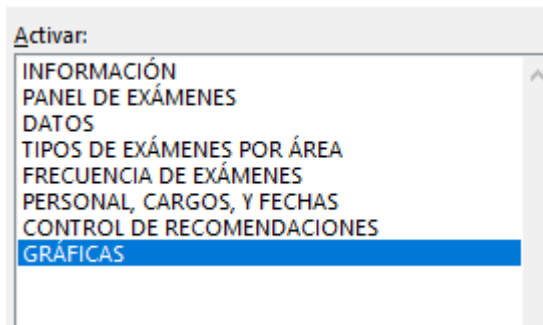 Activar:
INFORMACIÓN
PANEL DE EXÁMENES
DATOS
TIPOS DE EXÁMENES POR ÁREA
FRECUENCIA DE EXÁMENES
PERSONAL, CARGOS, Y FECHAS
CONTROL DE RECOMENDACIONES
GRÁFICAS